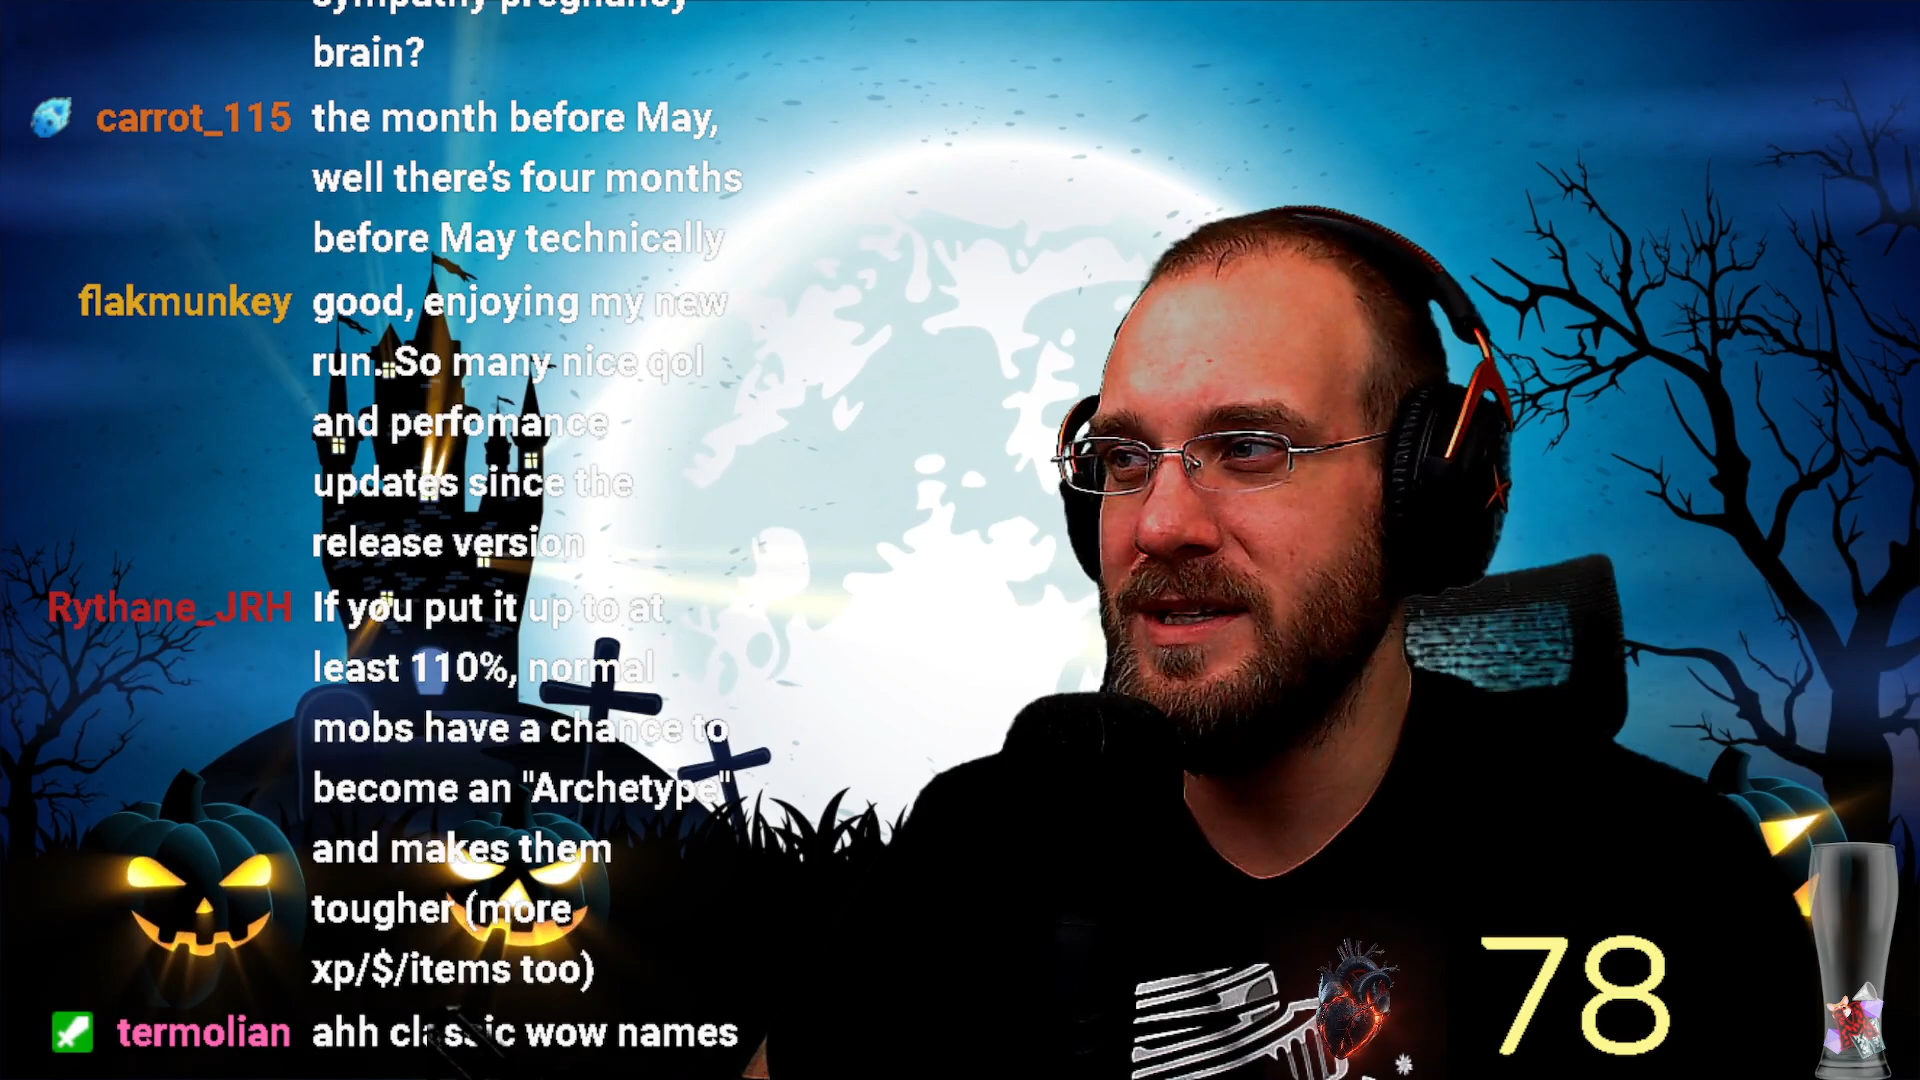 sympathy pregnancy
brain?
carrot_115 the month before May,
well there's four months
before May technically
flakmunkey good, enjoying my new
run. So many nice qol
and perfomance
updates since the
release version
Rythane_JRH If you put it up to at
least 110%, normal
mobs have a chance to
become an "Archetype"
and makes them
tougher (more
xp/$/items too)
termolian ahh classic wow names
78